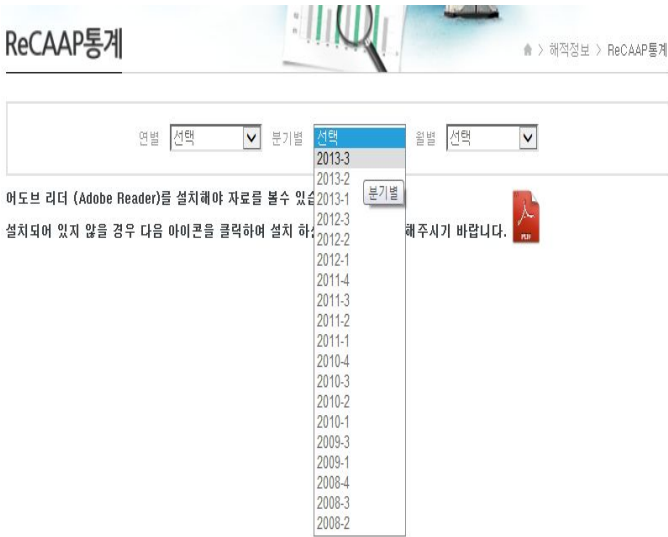 ReCAAP통계
> 해적정보 > ReCAAP통계
연별 선택 분기별 선택 월별 선택
2013-3
2013-2
2013-1
분기별
2012-3
2012-2
2012-1
2011-4
2011-3
2011-2
2011-1
2010-4
2010-3
2010-2
2010-1
2009-3
2009-1
2008-4
2008-3
2008-2
어도브 리더 (Adobe Reader)를 설치해야 자료를 볼수 있
설치되어 있지 않을 경우 다음 아이콘을 클릭하여 설치 해주시기 바랍니다.
PDF